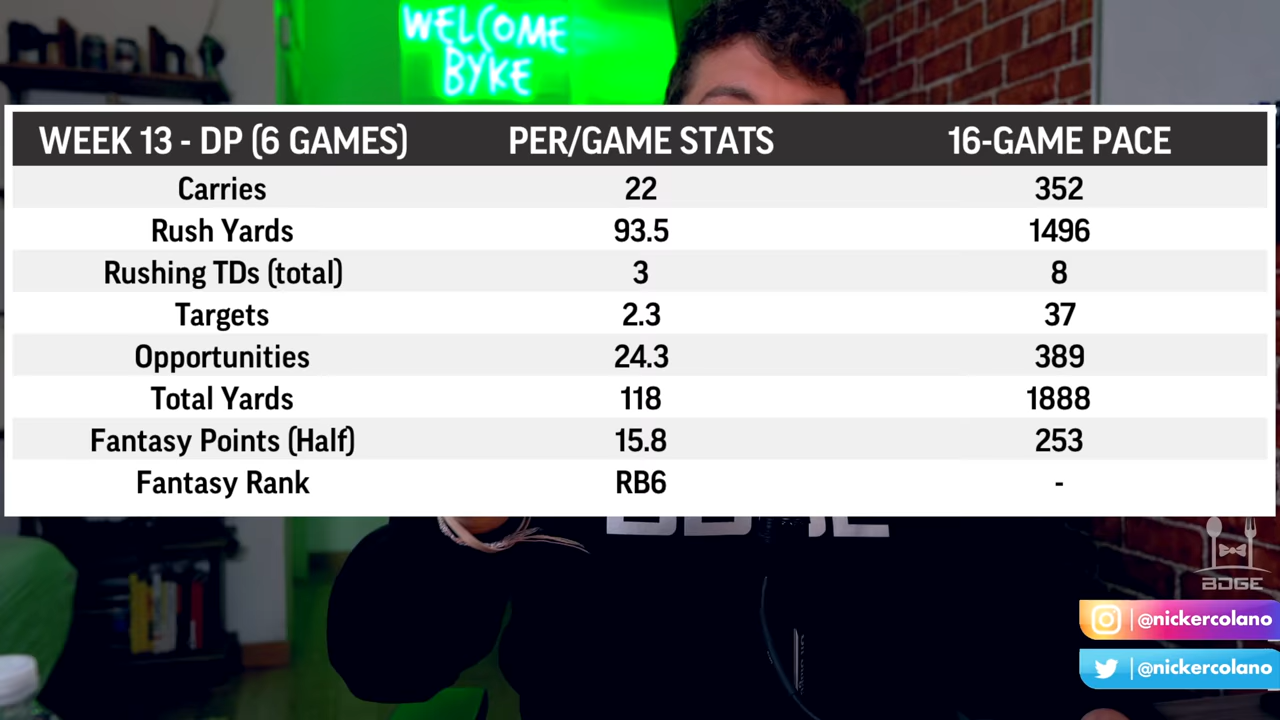 WELCOME
BYKE
WEEK 13 - DP (6 GAMES) PER/GAME STATS 16-GAME PACE
Carries 22 352
Rush Yards 93.5 1496
Rushing TDs (total) 3 8
Targets 2.3 37
Opportunities 24.3 389
Total Yards 118 1888
Fantasy Points (Half) 15.8 253
Fantasy Rank RB6 -
BDGE
@nickercolano
@nickercolano